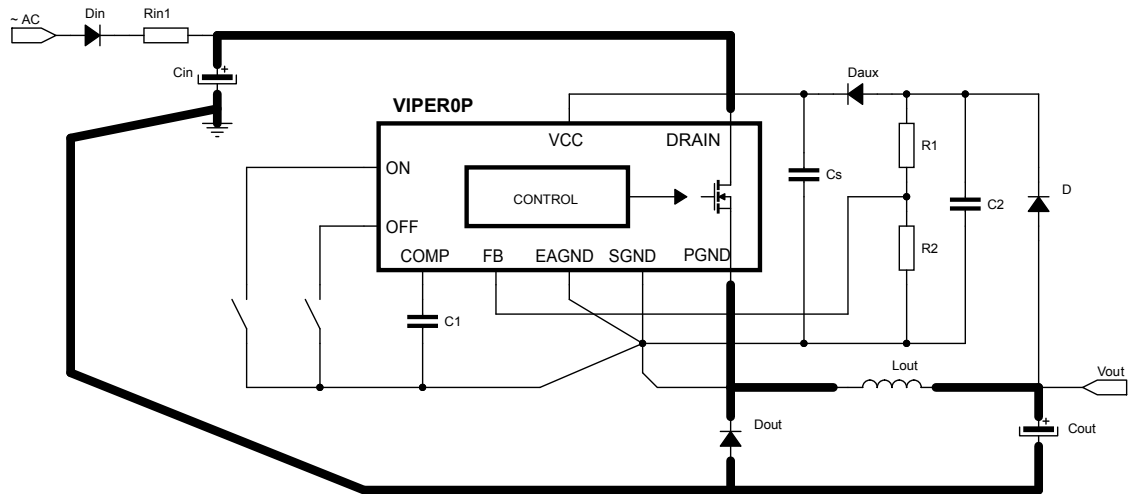 ~ AC
Din
Rin1
Cin
+
VIPER0P
Daux
VCC
DRAIN
R1
ON
CONTROL
Cs
C2
D
OFF
R2
COMP
FB
EAGND
SGND
PGND
C1
Lout
Vout
Dout
+
Cout